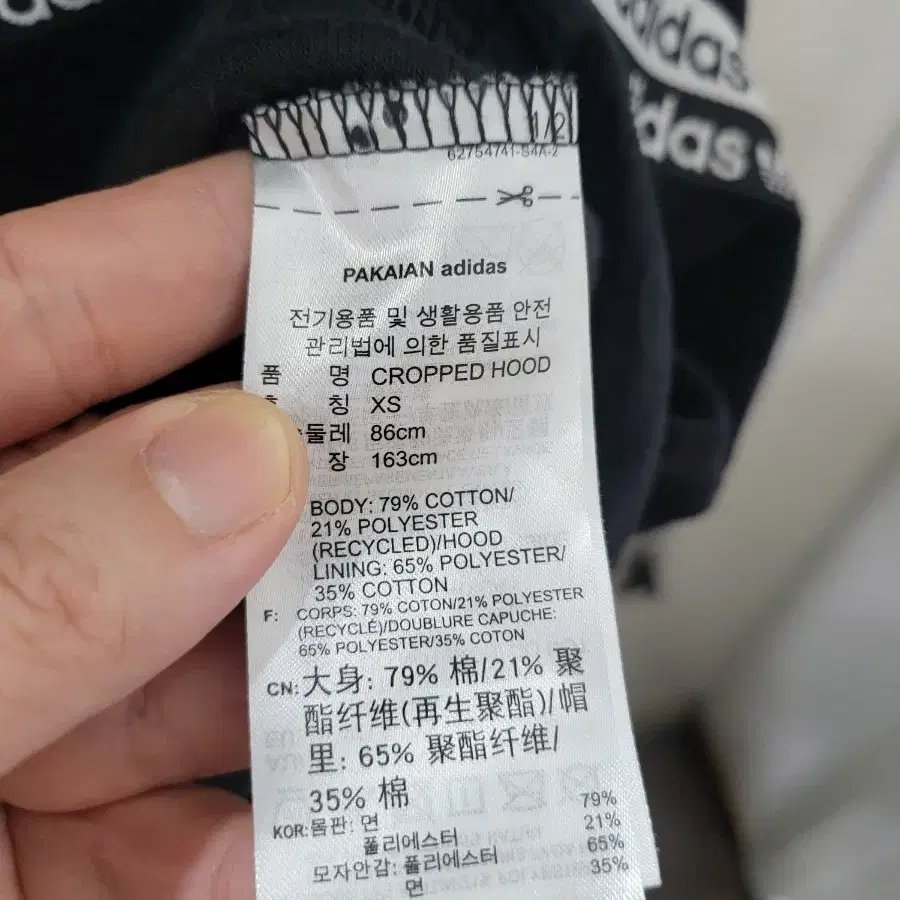 adidas
das
1/2
62754741-S4A-2
PAKAIAN adidas
전기용품 및 생활용품 안전
관리법에 의한 품질표시
품 명 CROPPED HOOD
칭 XS
둘레 86cm
장 163cm
BODY: 79% COTTON/
21% POLYESTER
(RECYCLED)/HOOD
LINING: 65% POLYESTER/
35% COTTON
F: CORPS: 79% COTON/21% POLYESTER
(RECYCLÉ)/DOUBLURE CAPUCHE:
65% POLYESTER/35% COTON
CN: 大身: 79% 棉/21% 聚
酯纤维(再生聚酯)/帽
里: 65% 聚酯纤维/
35% 棉
KOR: 몸판: 면 79%
폴리에스터 21%
모자안감: 폴리에스터 65%
면 35%